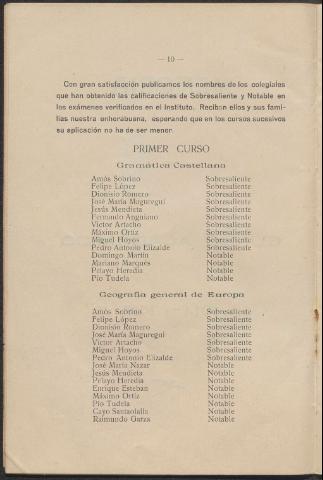 — 10 —
Con gran satisfacción publicamos los nombres de los colegiales
que han obtenido las calificaciones de Sobresaliente y Notable en
los exámenes verificados en el Instituto. Reciban ellos y sus fami-
lias nuestra enhorabuena, esperando que en los cursos sucesivos
su aplicación no ha de ser menor.
PRIMER CURSO
Gramática Castellana
Amós Sobrino Sobresaliente
Felipe López Sobresaliente
Dionisio Romero Sobresaliente
José María Maguregui Sobresaliente
Jesús Mendieta Sobresaliente
Fernando Anguiano Sobresaliente
Víctor Artacho Sobresaliente
Máximo Ortiz Sobresaliente
Miguel Hoyos Sobresaliente
Pedro Antonio Elizalde Sobresaliente
Domingo Martín Notable
Mariano Marqués Notable
Pelayo Heredia Notable
Pío Tudela Notable
Geografía general de Europa
Amós Sobrino Sobresaliente
Felipe López Sobresaliente
Dionisio Romero Sobresaliente
José María Maguregui Sobresaliente
Víctor Artacho Sobresaliente
Miguel Hoyos Sobresaliente
Pedro Antonio Elizalde Sobresaliente
José María Nazar Notable
Jesús Mendieta Notable
Pelayo Heredia Notable
Enrique Esteban Notable
Máximo Ortiz Notable
Pío Tudela Notable
Cayo Santaolalla Notable
Raimundo Garza Notable